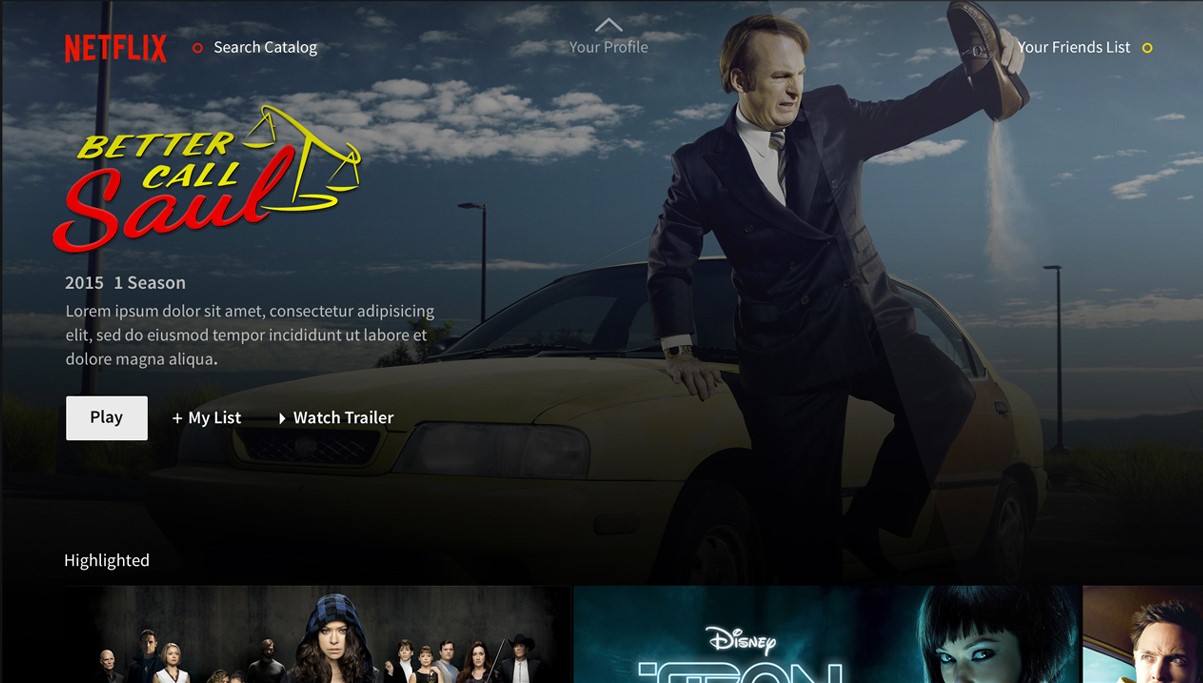 NETFLIX
Search Catalog
Your Profile
Your Friends List
BETTER
CALL
Saul
2015 1 Season
Lorem ipsum dolor sit amet, consectetur adipisicing
elit, sed do eiusmod tempor incididunt ut labore et
dolore magna aliqua.
Play
+ My List
Watch Trailer
Highlighted
Disney
TRON